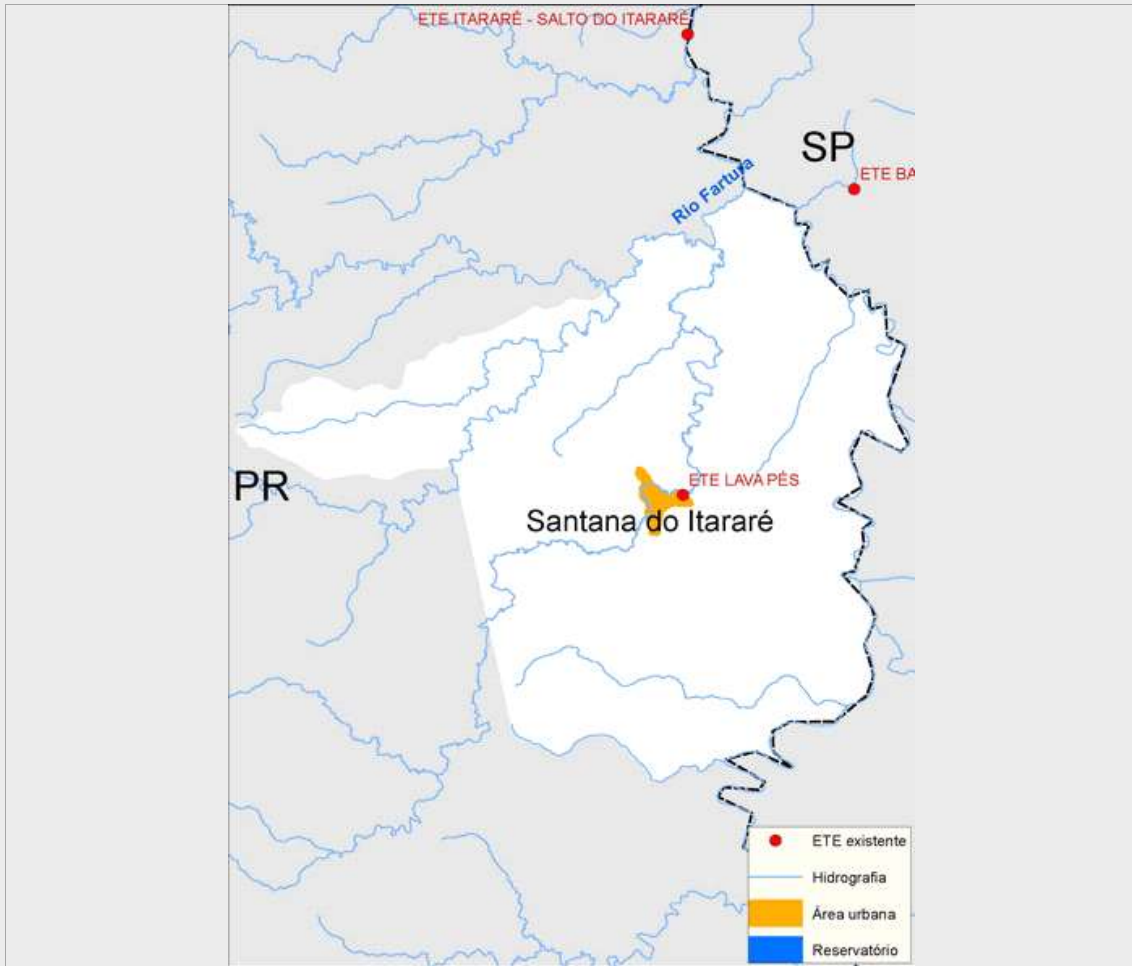 ETE ITARARÉ - SALTO DO ITARARÉ
SP
ETE BA
Rio Fartura
PR
ETE LAVA PÉS
Santana do Itararé
ETE existente
Hidrografia
Área urbana
Reservatório